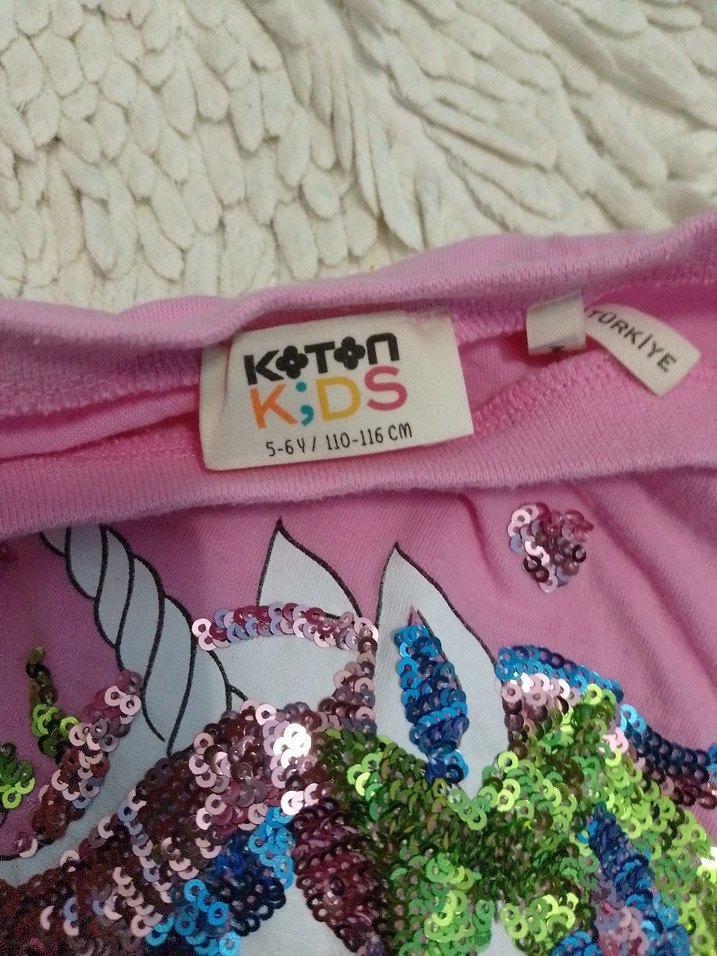 KOTON
KiDS
5-6 Y / 110-116 CM
TÜRKİYE